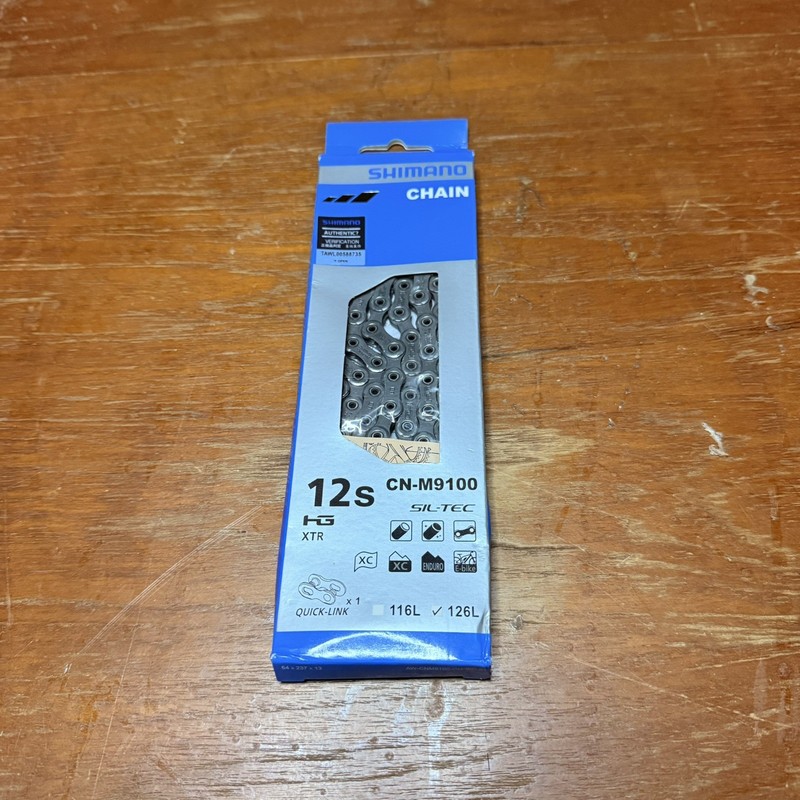 SHIMANO
CHAIN
SHIMANO
AUTHENTIC?
VERIFICATION
12s
CN-M9100
HG
SIL-TEC
XTR
XC
XC
ENDURO
E-bike
x 1
QUICK-LINK
116L
✓ 126L